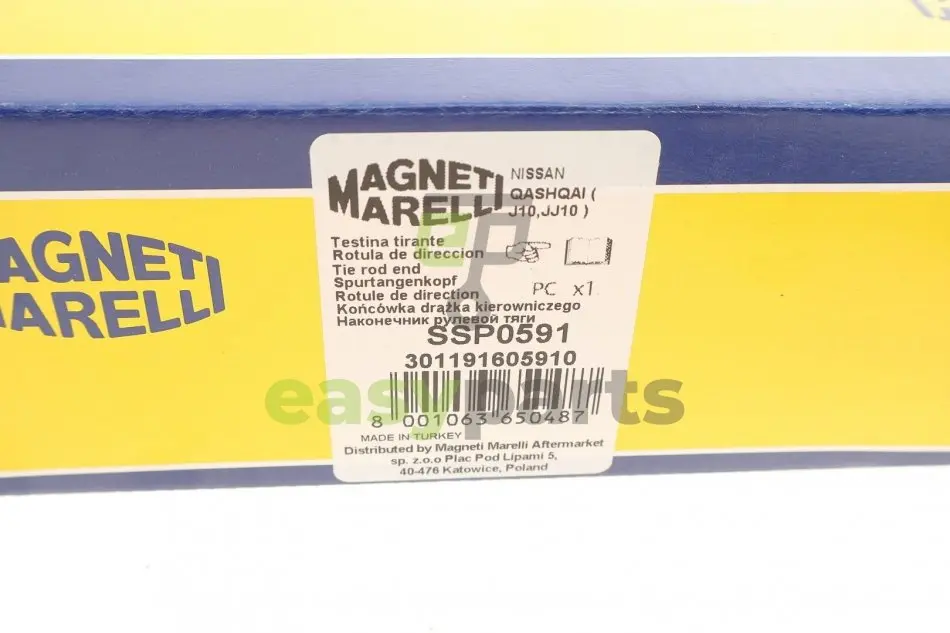 MAGNETI
MARELLI
NISSAN
QASHQAI (
J10,JJ10 )
Testina tirante
Rotula de direccion
Tie rod end
Spurtangenkopf
Rotule de direction
Końcówka drążka kierowniczego
Наконечник рулевой тяги
PC x1
SSP0591
301191605910
8 001063 650487
MADE IN TURKEY
Distributed by Magneti Marelli Aftermarket
sp. z.o.o Plac Pod Lipami 5,
40-476 Katowice, Poland
AGNETI
MARELLI
easyparts